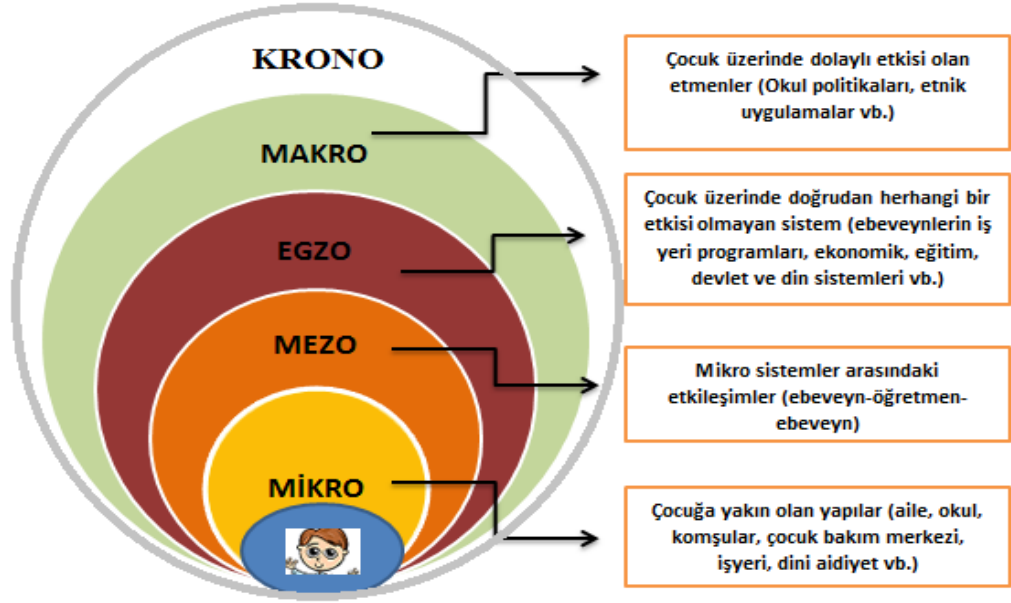 KRONO
MAKRO
EGZO
MEZO
MİKRO
Çocuk üzerinde dolaylı etkisi olan
etmenler (Okul politikaları, etnik
uygulamalar vb.)
Çocuk üzerinde doğrudan herhangi bir
etkisi olmayan sistem (ebeveynlerin iş
yeri programları, ekonomik, eğitim,
devlet ve din sistemleri vb.)
Mikro sistemler arasındaki
etkileşimler (ebeveyn-öğretmen-
ebeveyn)
Çocuğa yakın olan yapılar (aile, okul,
komşular, çocuk bakım merkezi,
işyeri, dini aidiyet vb.)